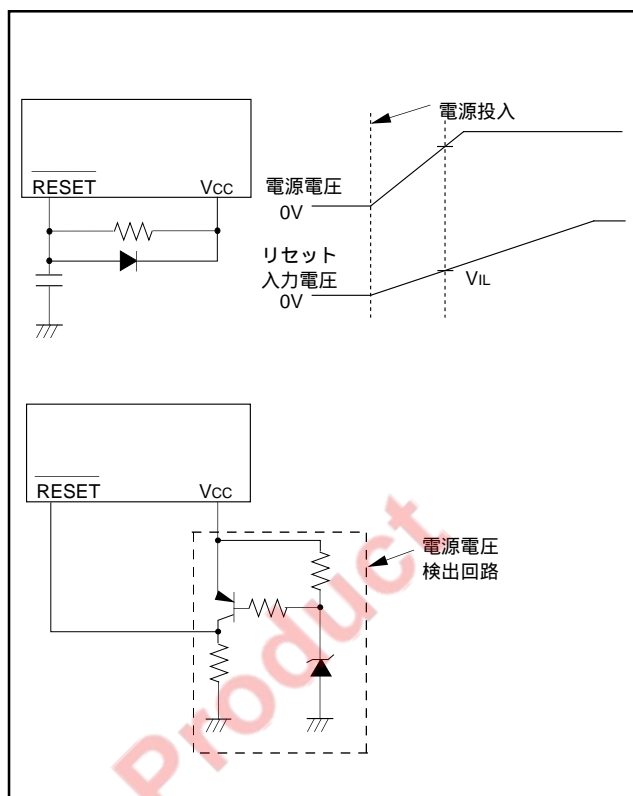 電源投入
RESET
Vcc
電源電圧
0V
リセット
入力電圧
0V
VIL
RESET
Vcc
電源電圧
検出回路
Product